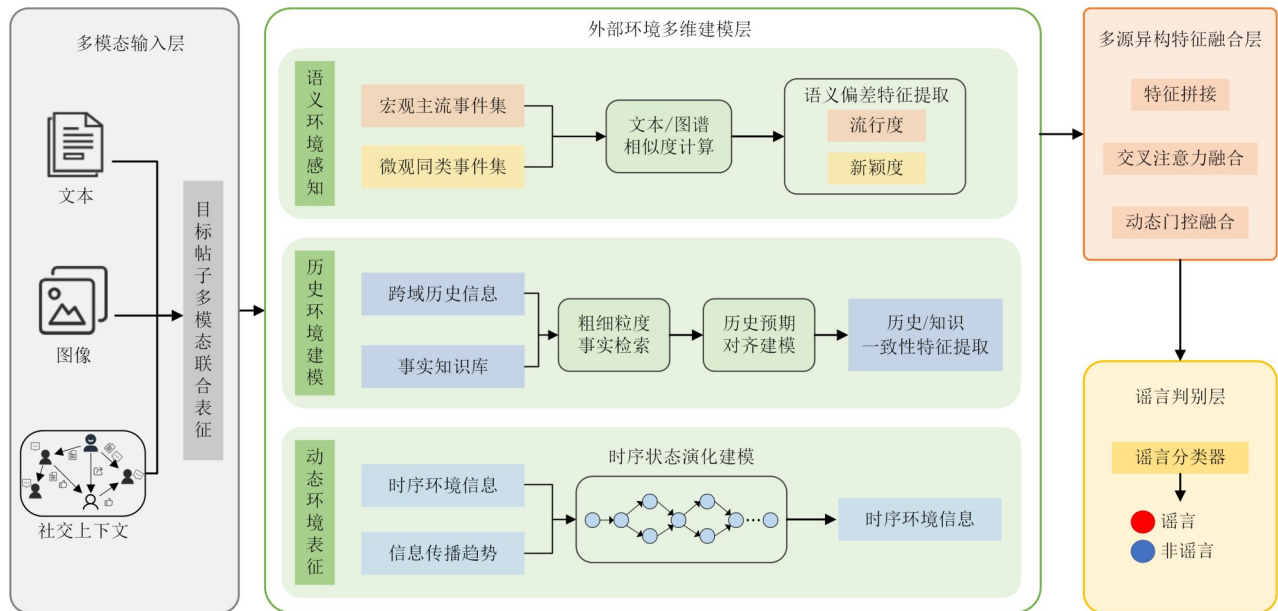 多模态输入层
文本
图像
社交上下文
目标帖子多模态联合表征
外部环境多维建模层
语义环境感知
宏观主流事件集
微观同类事件集
文本/图谱
相似度计算
语义偏差特征提取
流行度
新颖度
历史环境建模
跨域历史信息
事实知识库
粗细粒度
事实检索
历史预期
对齐建模
历史/知识
一致性特征提取
动态环境表征
时序环境信息
信息传播趋势
时序状态演化建模
时序环境信息
多源异构特征融合层
特征拼接
交叉注意力融合
动态门控融合
谣言判别层
谣言分类器
谣言
非谣言